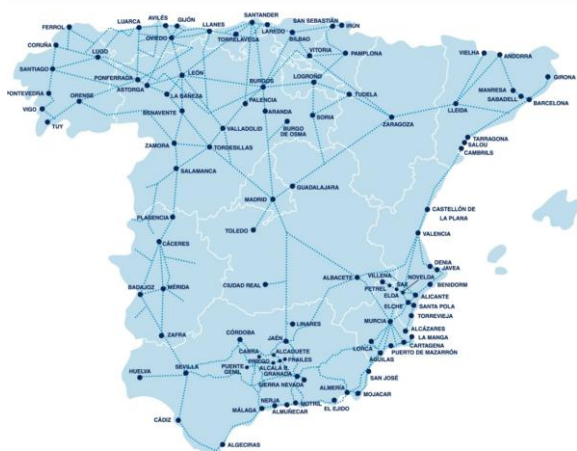 SANTANDER
AVILÉS
GIJÓN
SAN SEBASTIÁN
FERROL
LUARCA
LLANES
LAREDO
IRÚN
CORUÑA
OVIEDO
TORRELAVEGA
BILBAO
LUGO
VITORIA
PAMPLONA
VIELHA
ANDORRÁ
SANTIAGO
PONFERRADA
LEÓN
BURGOS
LOGROÑO
GIRONA
ASTORGA
LA BAÑEZA
MANRESA
PONTEVEDRA
ORENSE
PALENCIA
TUDELA
SABADELL
VIGO
BENAVENTE
ARANDA
SORIA
LLEIDA
BARCELONA
TUY
VALLADOLID
BURGO
DE OSMA
ZARAGOZA
ZAMORA
TORDESILLAS
TARRAGONA
SALOU
CAMBRILS
SALAMANCA
GUADALAJARA
MADRID
PLASENCIA
CASTELLÓN DE
LA PLANA
TOLEDO
VALENCIA
CÁCERES
DENIA
JAVEA
ALBACETE
VILLENA
SAX
NOVELDA
BADAJOZ
MÉRIDA
CIUDAD REAL
PETREL
ELDA
BENIDORM
ALICANTE
ELCHE
SANTA POLA
TORREVIEJA
ZAFRA
LINARES
MURCIA
ALCÁZARES
CÓRDOBA
JAÉN
LA MANGA
CABRA
ALCAUDETE
LORCA
CARTAGENA
PRIEGO
FRAILES
PUERTO DE MAZARRÓN
HUELVA
SEVILLA
PUENTE
GENIL
ALCALÁ R.
GRANADA
ÁGUILAS
SIERRA NEVADA
SAN JOSÉ
ALMERÍA
NERJA
MOTRIL
MOJACAR
MÁLAGA
ALMUÑECAR
EL EJIDO
CÁDIZ
ALGECIRAS